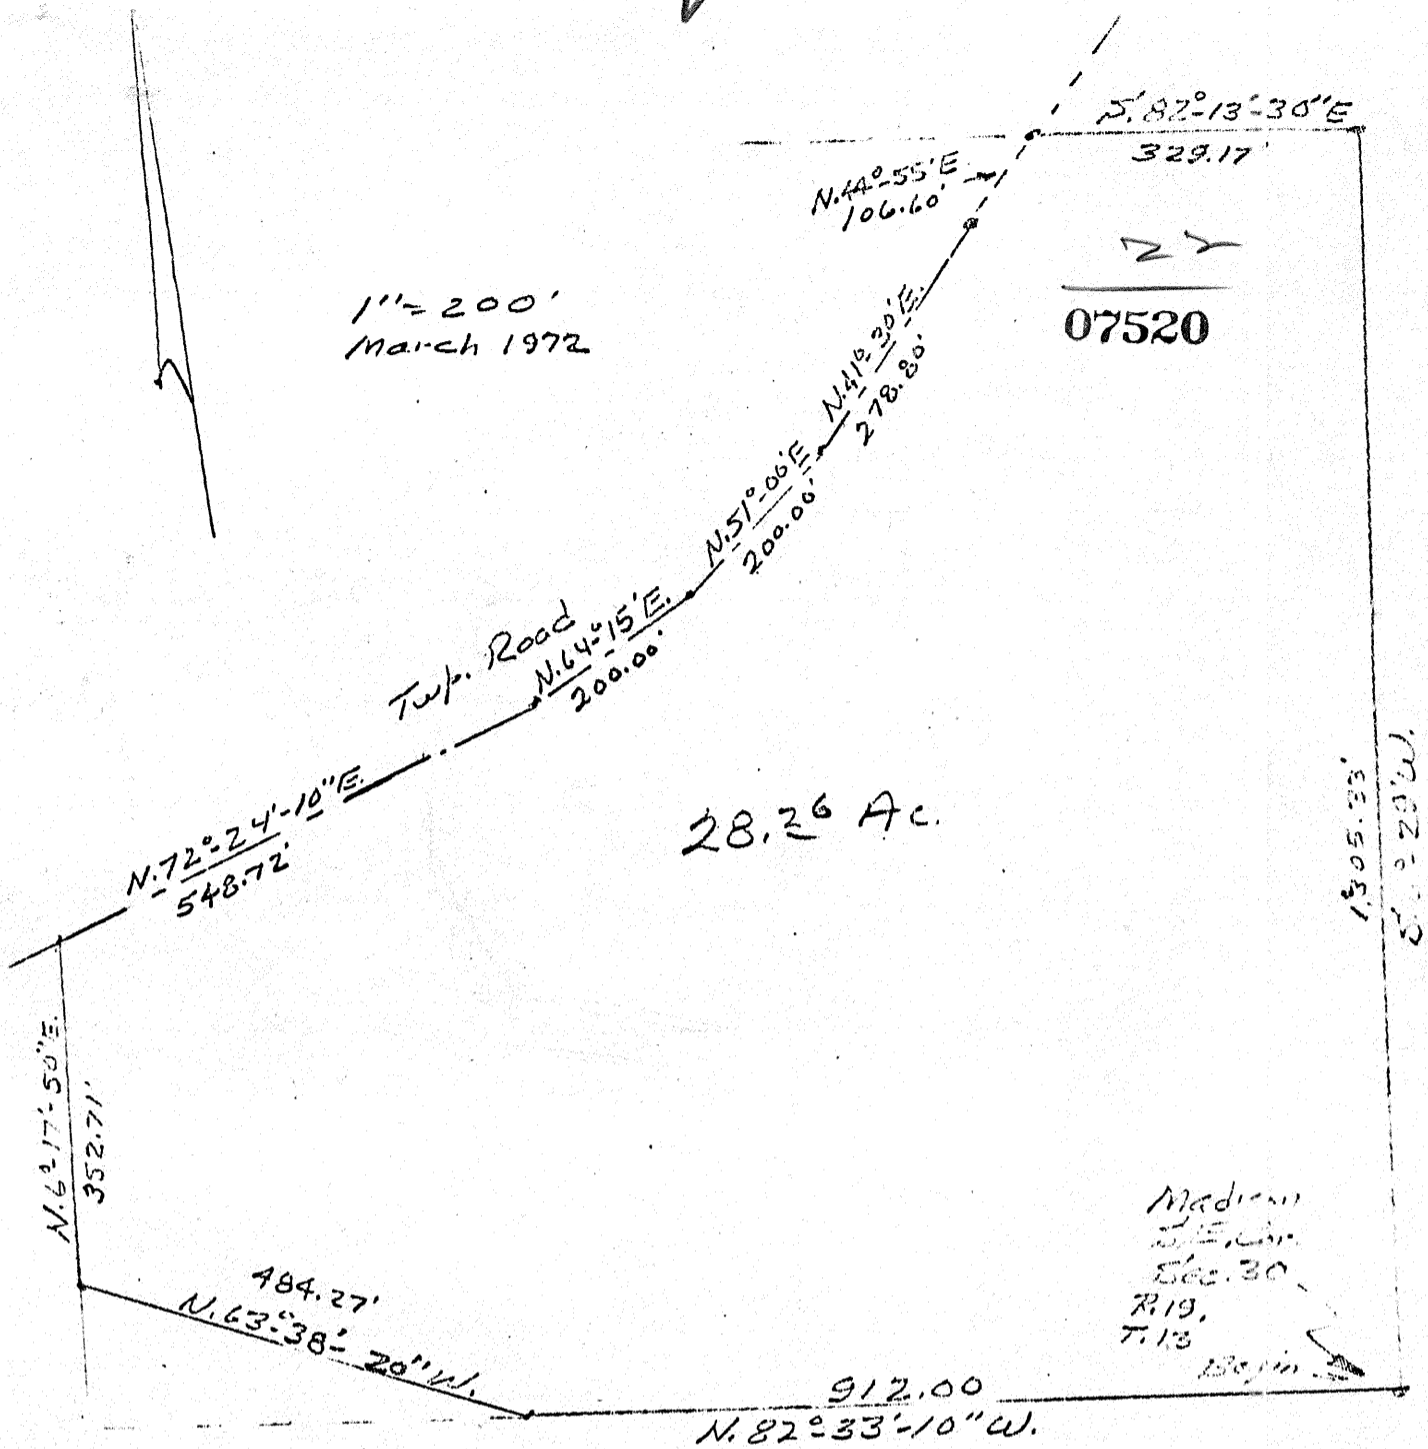 S. 82°-13'-30"E
329.17'
N.44°-55'E.
106.60'
22
07520
1"= 200'
March 1972
N.41°-30'E.
278.80'
N.51°-00'E
200.00'
Twp. Road
N.64°-15'E.
200.00'
N.72°-24'-10"E.
548.72'
28.26 Ac.
1,305.33'
N.6°-17'-50"E.
352.71'
S.E. Cor.
Sec. 30
R.19,
T.13
Begin
484.27'
N.63°-38'-20"W.
912.00
N.82°-33'-10"W.